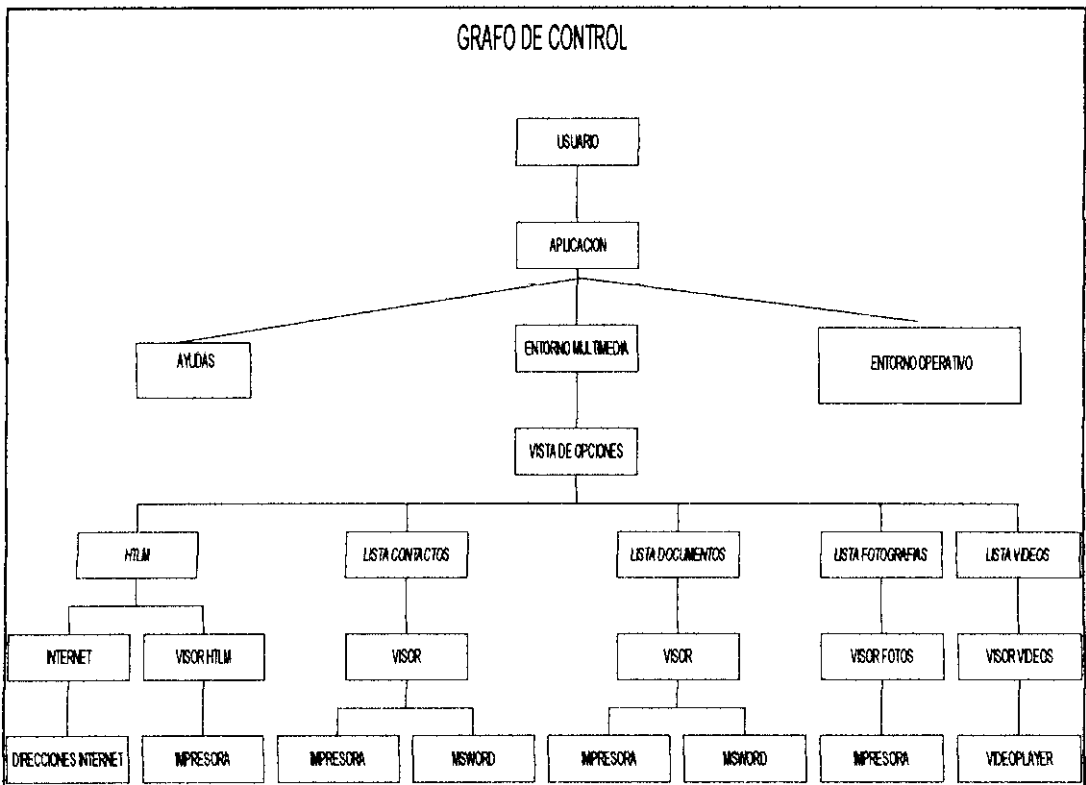 GRAFO DE CONTROL
USUARIO
APLICACION
AYUDAS
ENTORNO MULTIMEDIA
ENTORNO OPERATIVO
VISTA DE OPCIONES
HTLM
LISTA CONTACTOS
LISTA DOCUMENTOS
LISTA FOTOGRAFIAS
LISTA VIDEOS
INTERNET
VISOR HTLM
VISOR
VISOR
VISOR FOTOS
VISOR VIDEOS
DIRECCIONES INTERNET
IMPRESORA
IMPRESORA
MSWORD
IMPRESORA
MSWORD
IMPRESORA
VIDEOPLAYER